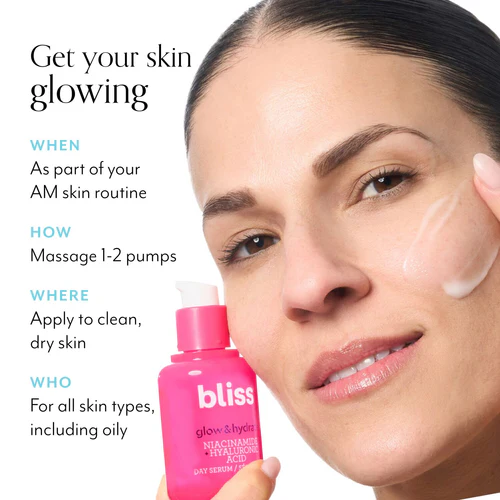 Get your skin
glowing
WHEN
As part of your
AM skin routine
HOW
Massage 1-2 pumps
WHERE
Apply to clean,
dry skin
WHO
For all skin types,
including oily
bliss
glow & hydra
NIACINAMIDE
+ HYALURONIC
ACID
DAY SERUM /